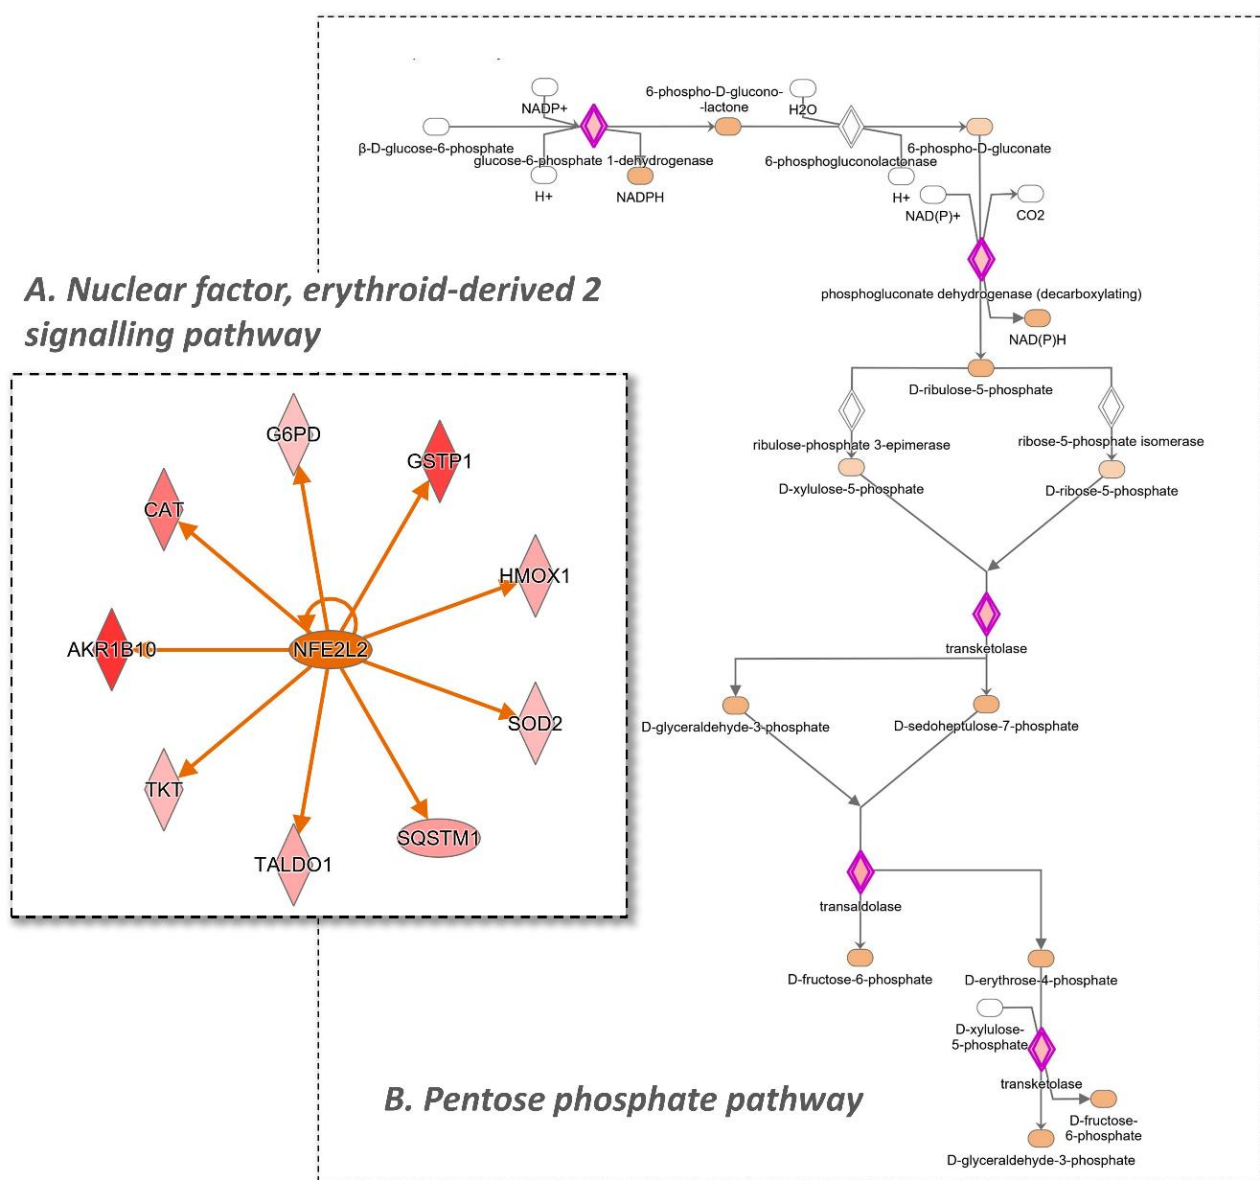 NADP+
6-phospho-D-glucono-
-lactone
H2O
β-D-glucose-6-phosphate
glucose-6-phosphate 1-dehydrogenase
6-phosphogluconolactonase
6-phospho-D-gluconate
H+
NADPH
H+
NAD(P)+
CO2
phosphogluconate dehydrogenase (decarboxylating)
NAD(P)H
D-ribulose-5-phosphate
ribulose-phosphate 3-epimerase
ribose-5-phosphate isomerase
D-xylulose-5-phosphate
D-ribose-5-phosphate
transketolase
D-glyceraldehyde-3-phosphate
D-sedoheptulose-7-phosphate
transaldolase
D-fructose-6-phosphate
D-erythrose-4-phosphate
D-xylulose-
5-phosphate
transketolase
D-fructose-
6-phosphate
D-glyceraldehyde-3-phosphate
A. Nuclear factor, erythroid-derived 2
signalling pathway
G6PD
GSTP1
CAT
HMOX1
AKR1B10
NFE2L2
SOD2
TKT
SQSTM1
TALDO1
B. Pentose phosphate pathway